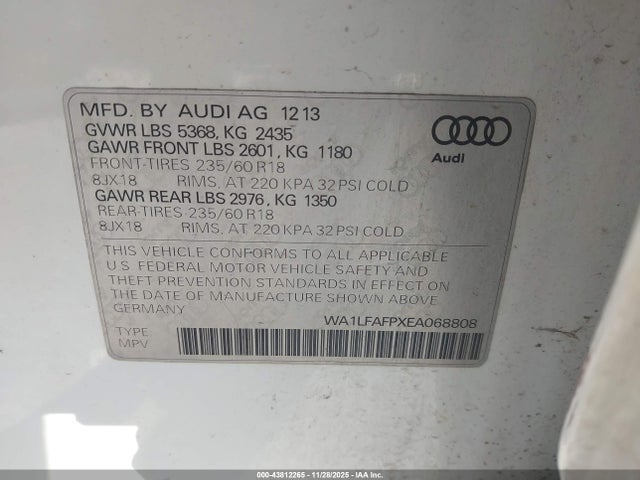 MFD. BY AUDI AG 12 13
GVWR LBS 5368, KG 2435
GAWR FRONT LBS 2601, KG 1180
FRONT-TIRES 235/60 R18
8JX18 RIMS, AT 220 KPA 32 PSI COLD
GAWR REAR LBS 2976, KG 1350
REAR-TIRES 235/60 R18
8JX18 RIMS, AT 220 KPA 32 PSI COLD
Audi
THIS VEHICLE CONFORMS TO ALL APPLICABLE
U.S. FEDERAL MOTOR VEHICLE SAFETY AND
THEFT PREVENTION STANDARDS IN EFFECT ON
THE DATE OF MANUFACTURE SHOWN ABOVE
GERMANY
WA1LFAFPXEA068808
TYPE
MPV
000-43812265 - 11/28/2025 - IAAI Inc.